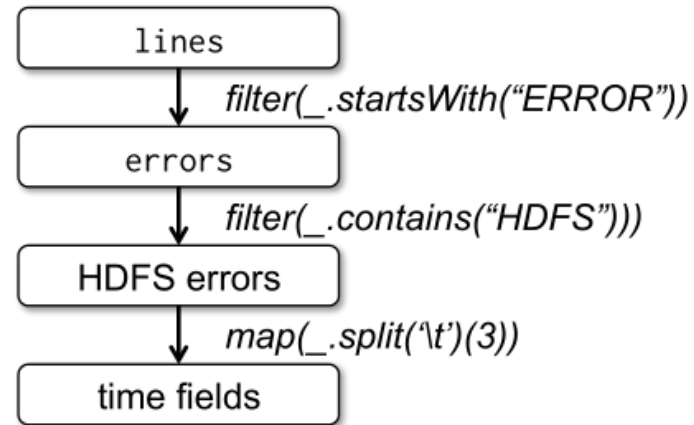 lines
filter(_.startsWith(“ERROR”))
errors
filter(_.contains(“HDFS”)))
HDFS errors
map(_.split(‘\t’)(3))
time fields